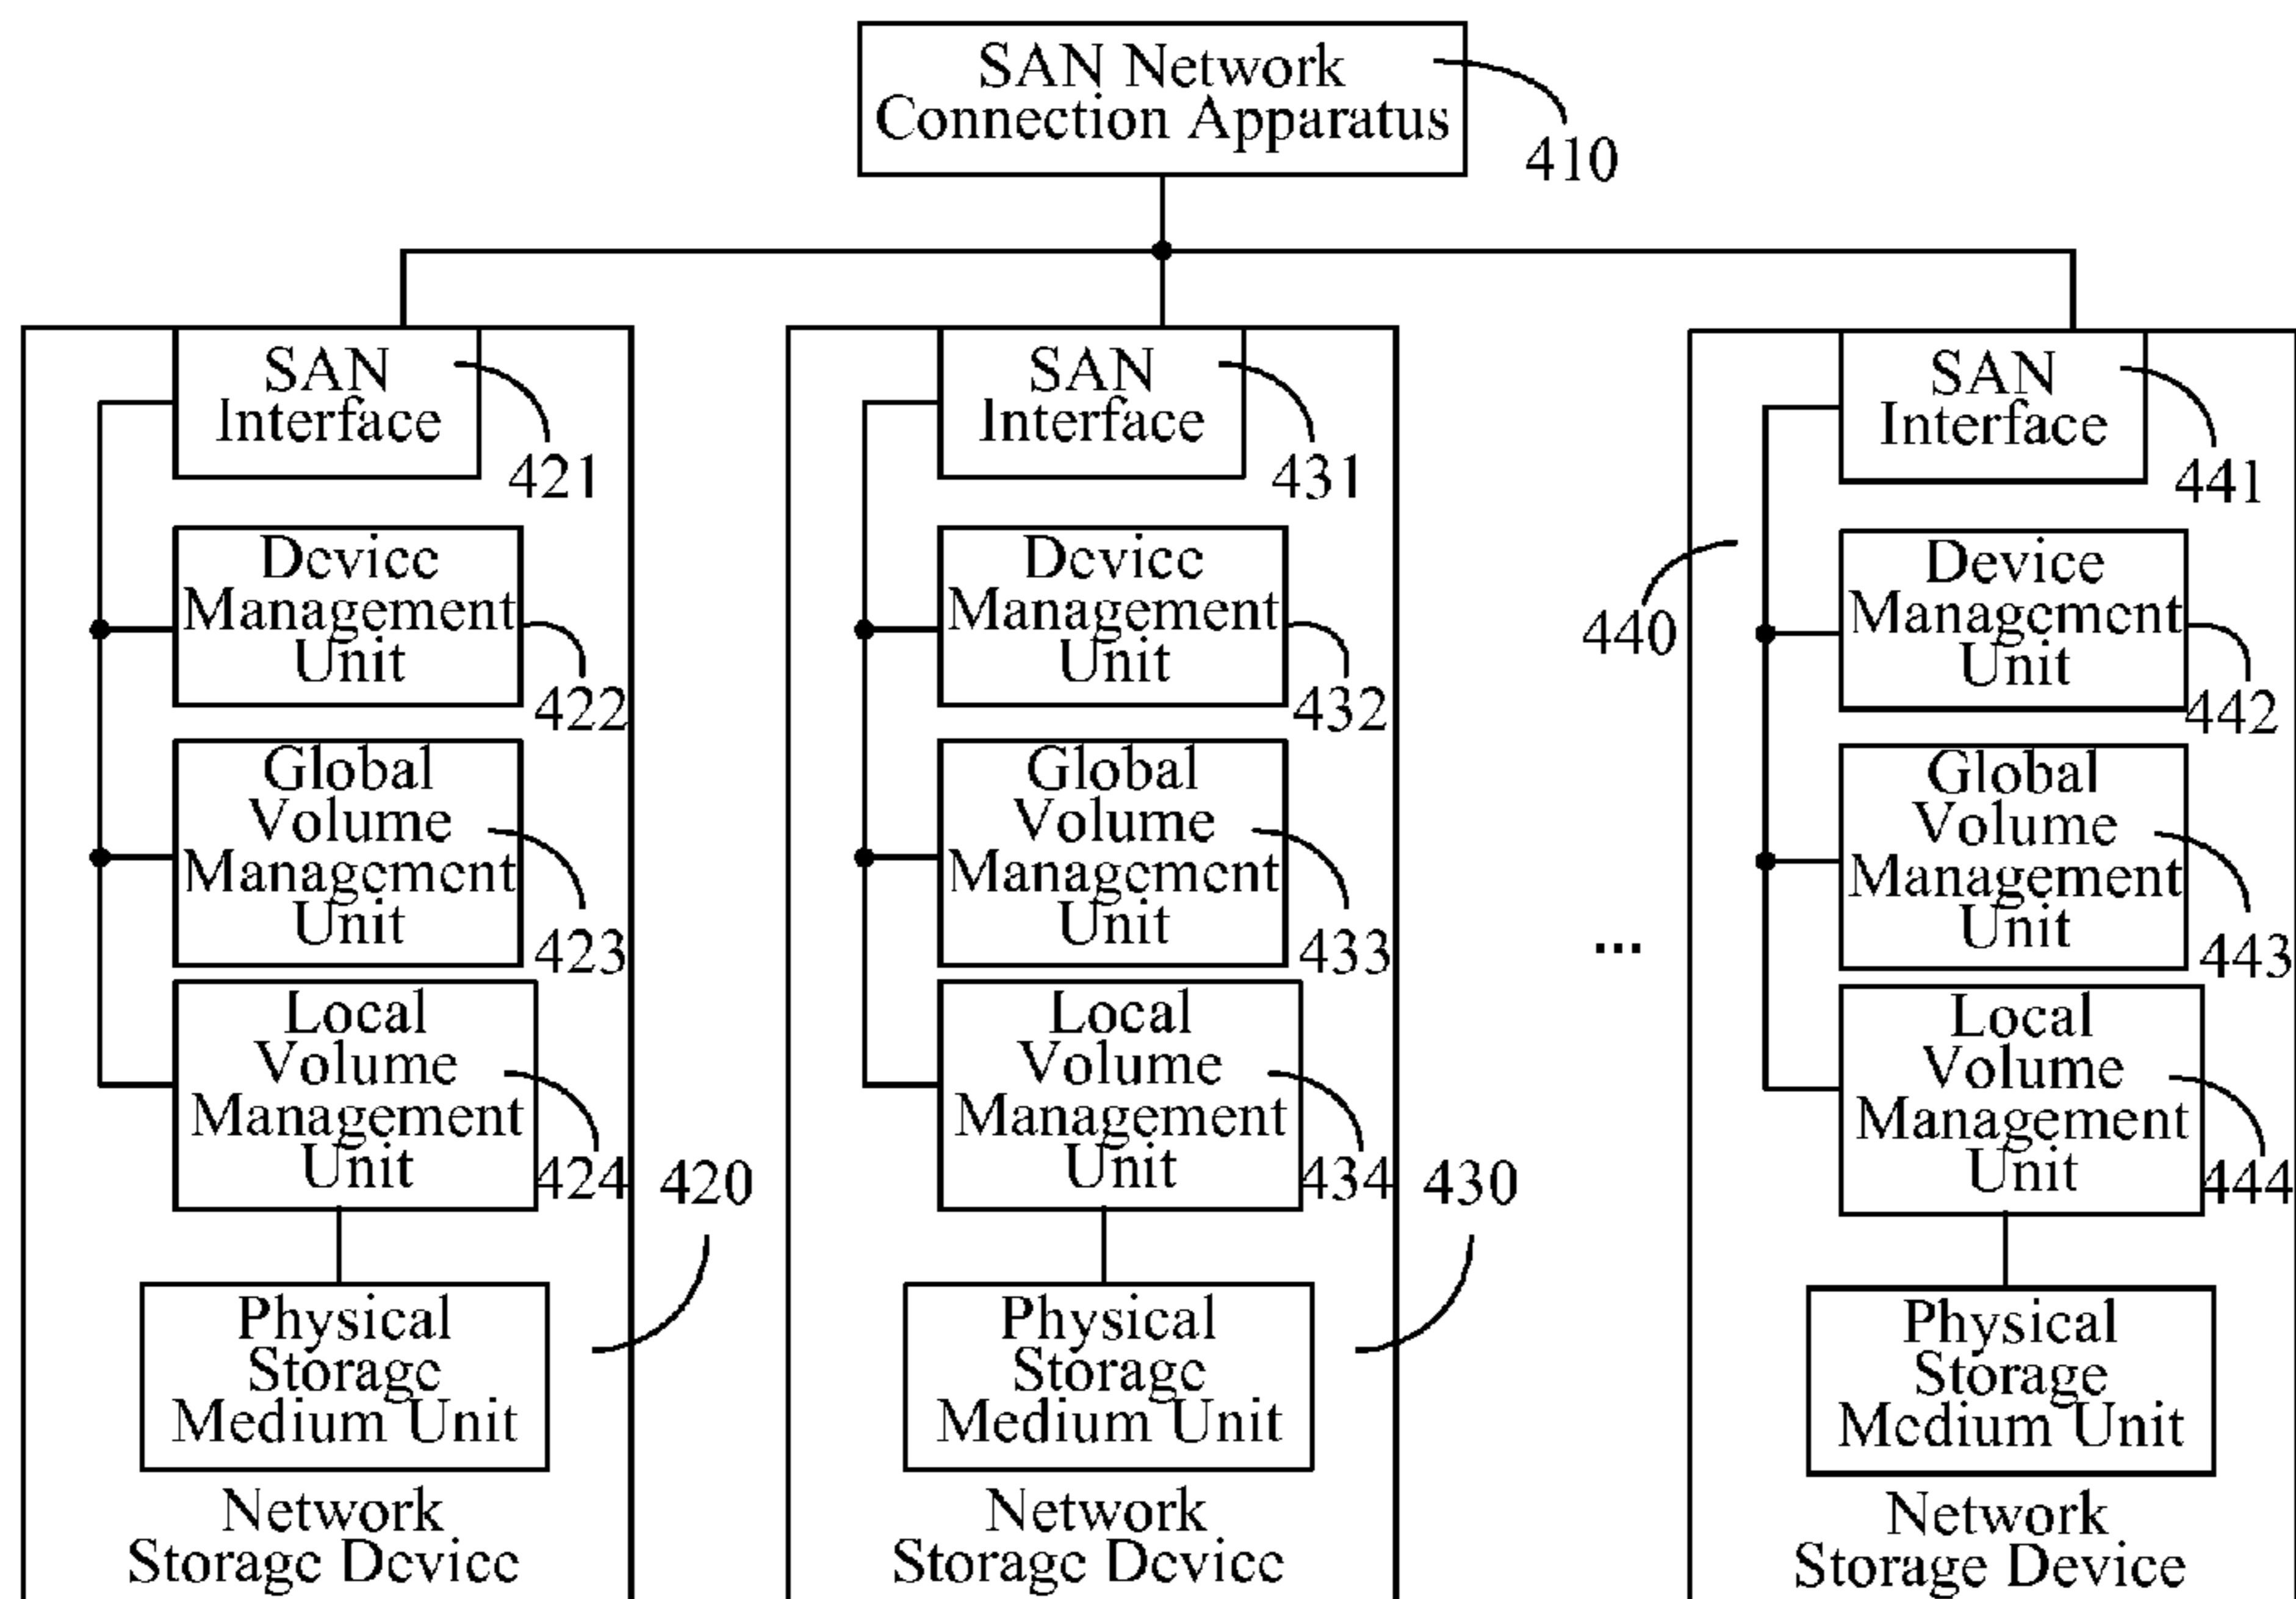 SAN Network
Connection Apparatus
410
SAN
Interface
421
Device
Management
Unit
422
Global
Volume
Management
Unit
423
Local
Volume
Management
Unit
424
420
Physical
Storage
Medium Unit
Network
Storage Device
SAN
Interface
431
Device
Management
Unit
432
Global
Volume
Management
Unit
433
Local
Volume
Management
Unit
434
430
Physical
Storage
Medium Unit
Network
Storage Device
...
440
SAN
Interface
441
Device
Management
Unit
442
Global
Volume
Management
Unit
443
Local
Volume
Management
Unit
444
Physical
Storage
Medium Unit
Network
Storage Device